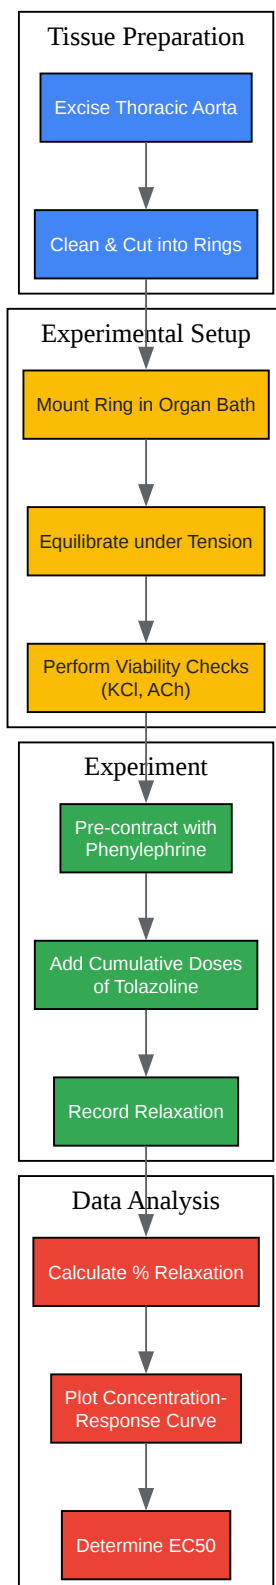 Tissue Preparation
Excise Thoracic Aorta
Clean & Cut into Rings
Experimental Setup
Mount Ring in Organ Bath
Equilibrate under Tension
Perform Viability Checks
(KCl, ACh)
Experiment
Pre-contract with
Phenylephrine
Add Cumulative Doses
of Tolazoline
Record Relaxation
Data Analysis
Calculate % Relaxation
Plot Concentration-
Response Curve
Determine EC50